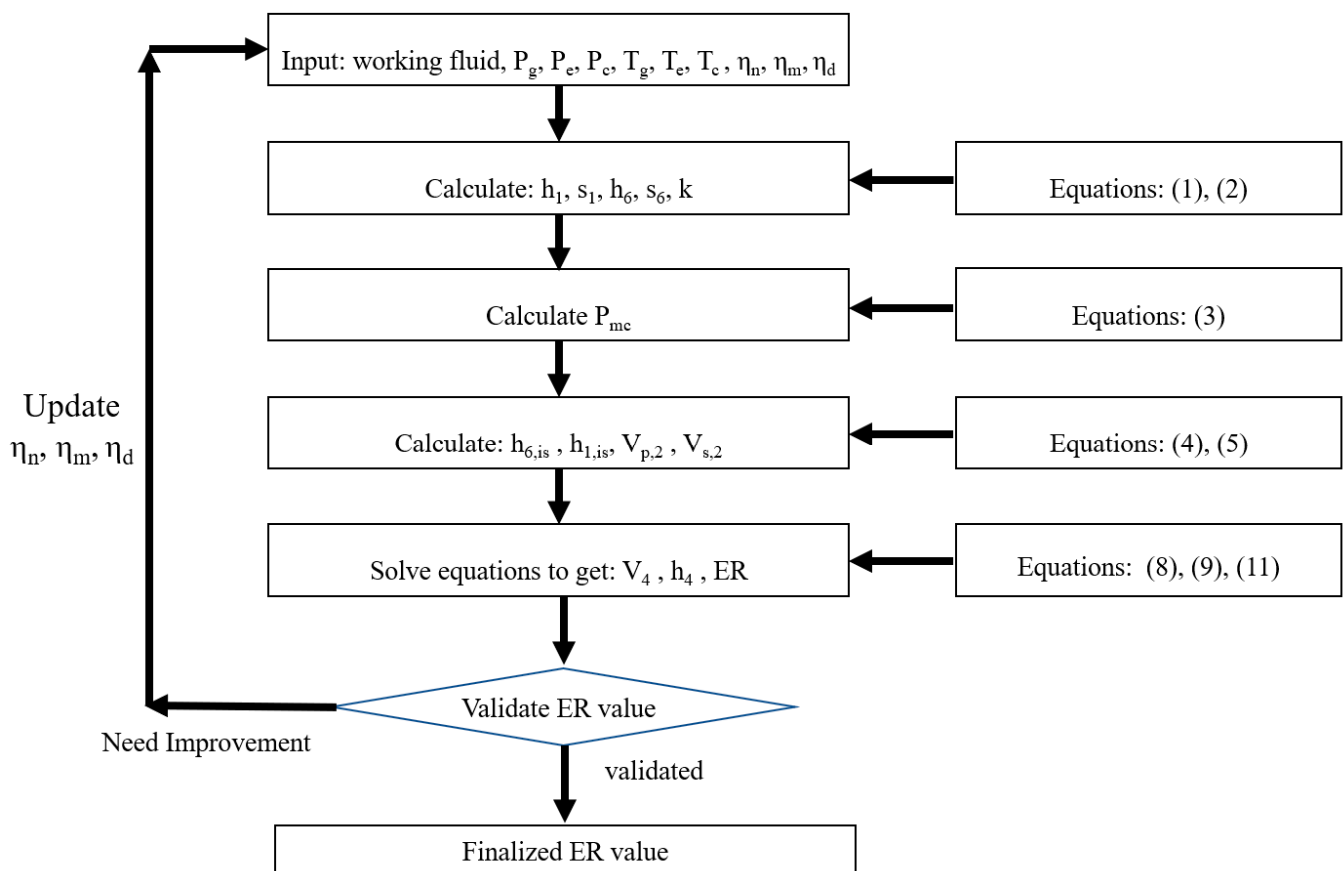 Input: working fluid, Pg, Pe, Pc, Tg, Te, Tc , ηn, ηm, ηd
Calculate: h1, s1, h6, s6, k
Equations: (1), (2)
Calculate Pmc
Equations: (3)
Update
ηn, ηm, ηd
Calculate: h6,is , h1,is, Vp,2 , Vs,2
Equations: (4), (5)
Solve equations to get: V4 , h4 , ER
Equations: (8), (9), (11)
Validate ER value
Need Improvement
validated
Finalized ER value